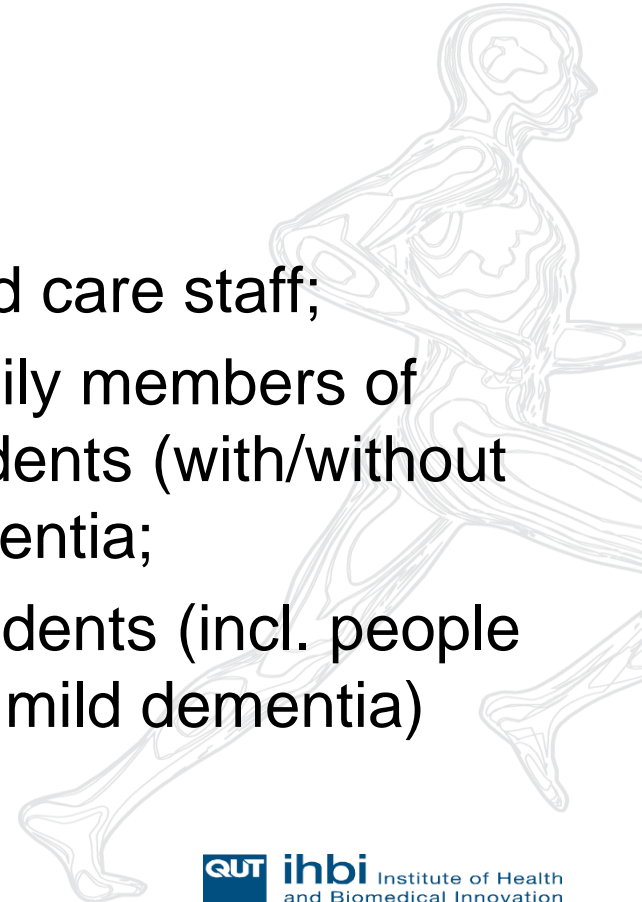 d care staff;
ily members of
dents (with/without
entia;
dents (incl. people
mild dementia)
QUT ihbi Institute of Health
and Biomedical Innovation